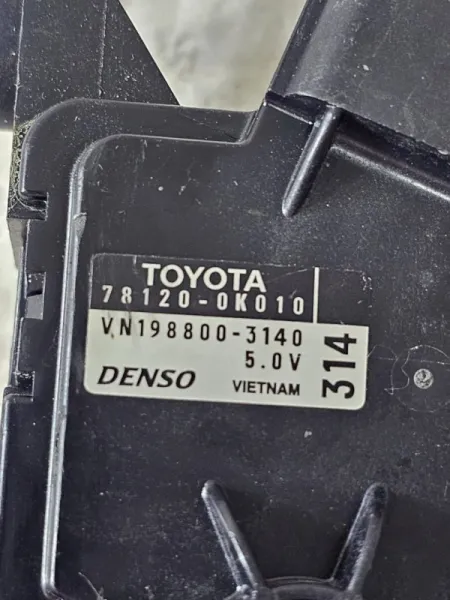 TOYOTA
78120-0K010
VN198800-3140
5.0V
DENSO VIETNAM
314